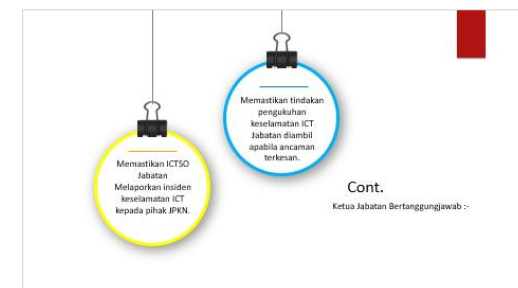 Memastikan tindakan
pengukuhan
keselamatan ICT
Jabatan diambil
apabila ancaman
terkesan.
Memastikan ICTSO
Jabatan
Melaporkan insiden
keselamatan ICT
kepada pihak JPKN.
Cont.
Ketua Jabatan Bertanggungjawab :-